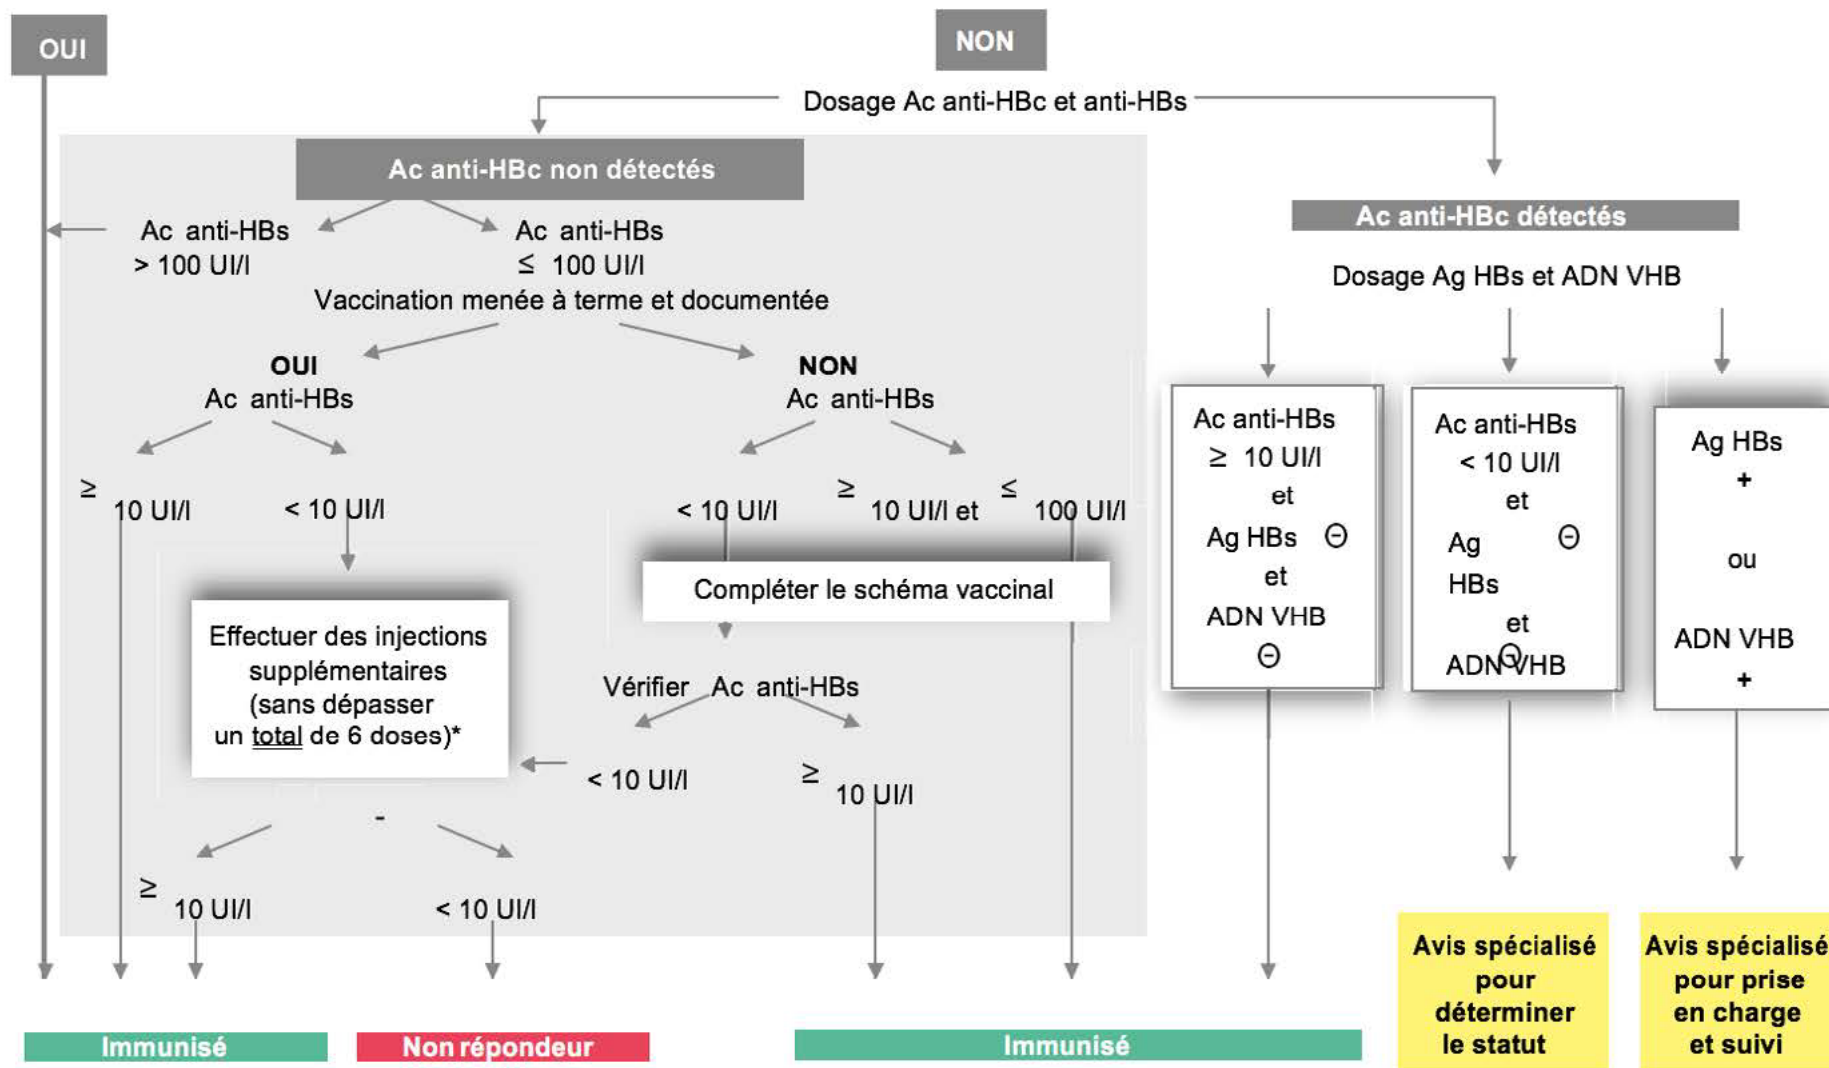 OUI
NON
Dosage Ac anti-HBc et anti-HBs
Ac anti-HBc non détectés
Ac anti-HBs
> 100 UI/l
Ac anti-HBs
≤ 100 UI/l
Vaccination menée à terme et documentée
OUI
Ac anti-HBs
NON
Ac anti-HBs
≥ 10 UI/l
< 10 UI/l
< 10 UI/l
≥ 10 UI/l et ≤ 100 UI/l
Effectuer des injections
supplémentaires
(sans dépasser
un total de 6 doses)*
Compléter le schéma vaccinal
Vérifier Ac anti-HBs
< 10 UI/l
≥ 10 UI/l
-
≥ 10 UI/l
< 10 UI/l
Ac anti-HBc détectés
Dosage Ag HBs et ADN VHB
Ac anti-HBs
≥ 10 UI/l
et
Ag HBs ⊖
et
ADN VHB
⊖
Ac anti-HBs
< 10 UI/l
et
Ag ⊖
HBs
et
ADN VHB ⊖
Ag HBs
+
ou
ADN VHB
+
Immunisé
Non répondeur
Immunisé
Avis spécialisé
pour
déterminer
le statut
Avis spécialisé
pour prise
en charge
et suivi